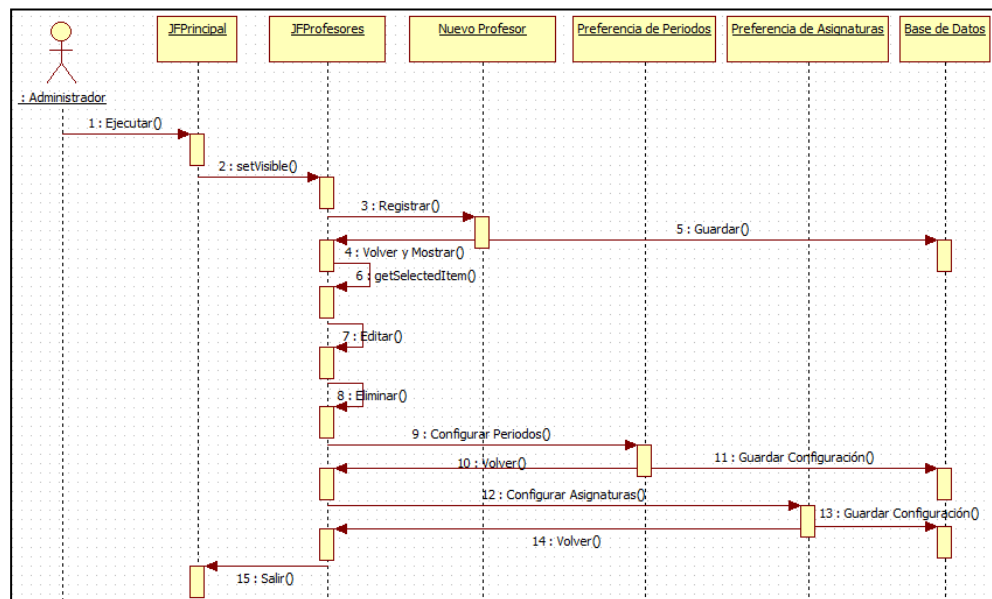 JFPrincipal
JFProfesores
Nuevo Profesor
Preferencia de Periodos
Preferencia de Asignaturas
Base de Datos
: Administrador
1 : Ejecutar()
2 : setVisible()
3 : Registrar()
5 : Guardar()
4 : Volver y Mostrar()
6 : getSelectedItem()
7 : Editar()
8 : Eliminar()
9 : Configurar Periodos()
10 : Volver()
11 : Guardar Configuración()
12 : Configurar Asignaturas()
13 : Guardar Configuración()
14 : Volver()
15 : Salir()